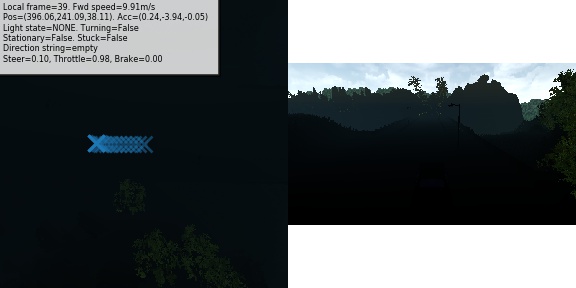 Local frame=39. Fwd speed=9.91m/s
Pos=(396.06,241.09,38.11). Acc=(0.24,-3.94,-0.05)
Light state=NONE. Turning=False
Stationary=False. Stuck=False
Direction string=empty
Steer=0.10, Throttle=0.98, Brake=0.00